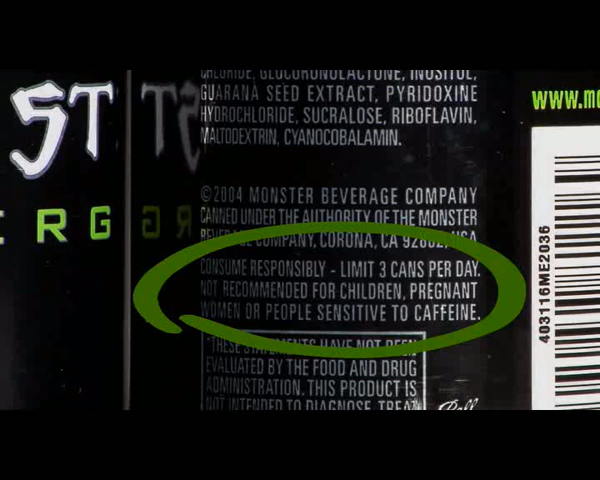 CHLORIDE, GLUCURONOLACTONE, INOSITOL,
GUARANA SEED EXTRACT, PYRIDOXINE
HYDROCHLORIDE, SUCRALOSE, RIBOFLAVIN,
MALTODEXTRIN, CYANOCOBALAMIN.
©2004 MONSTER BEVERAGE COMPANY
CANNED UNDER THE AUTHORITY OF THE MONSTER
BEVERAGE COMPANY, CORONA, CA 92882, USA
CONSUME RESPONSIBLY - LIMIT 3 CANS PER DAY.
NOT RECOMMENDED FOR CHILDREN, PREGNANT
WOMEN OR PEOPLE SENSITIVE TO CAFFEINE.
*THESE STATEMENTS HAVE NOT BEEN
EVALUATED BY THE FOOD AND DRUG
ADMINISTRATION. THIS PRODUCT IS
NOT INTENDED TO DIAGNOSE, TREAT
ST
ERG
www.mo
403116ME2036
Ball